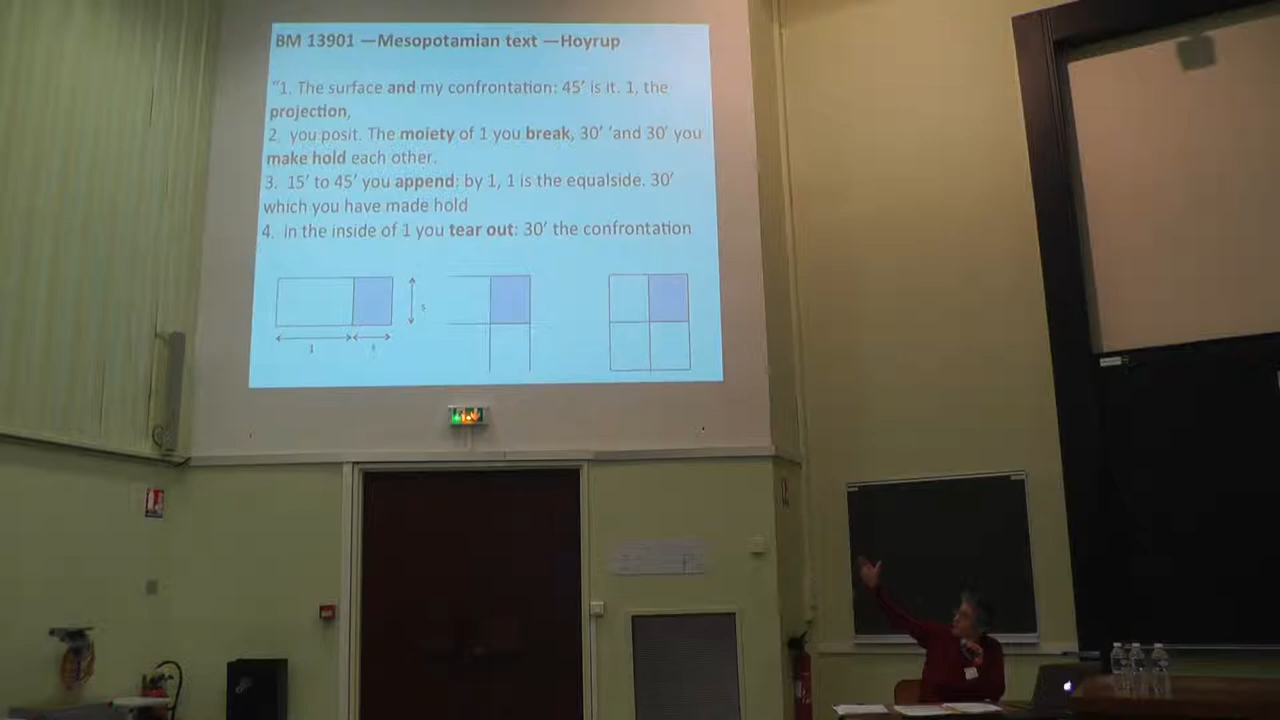 BM 13901 —Mesopotamian text —Hoyrup
"1. The surface and my confrontation: 45′ is it. 1, the
projection,
2. you posit. The moiety of 1 you break, 30′ 'and 30′ you
make hold each other.
3. 15′ to 45′ you append: by 1, 1 is the equalside. 30′
which you have made hold
4. in the inside of 1 you tear out: 30′ the confrontation
s
1